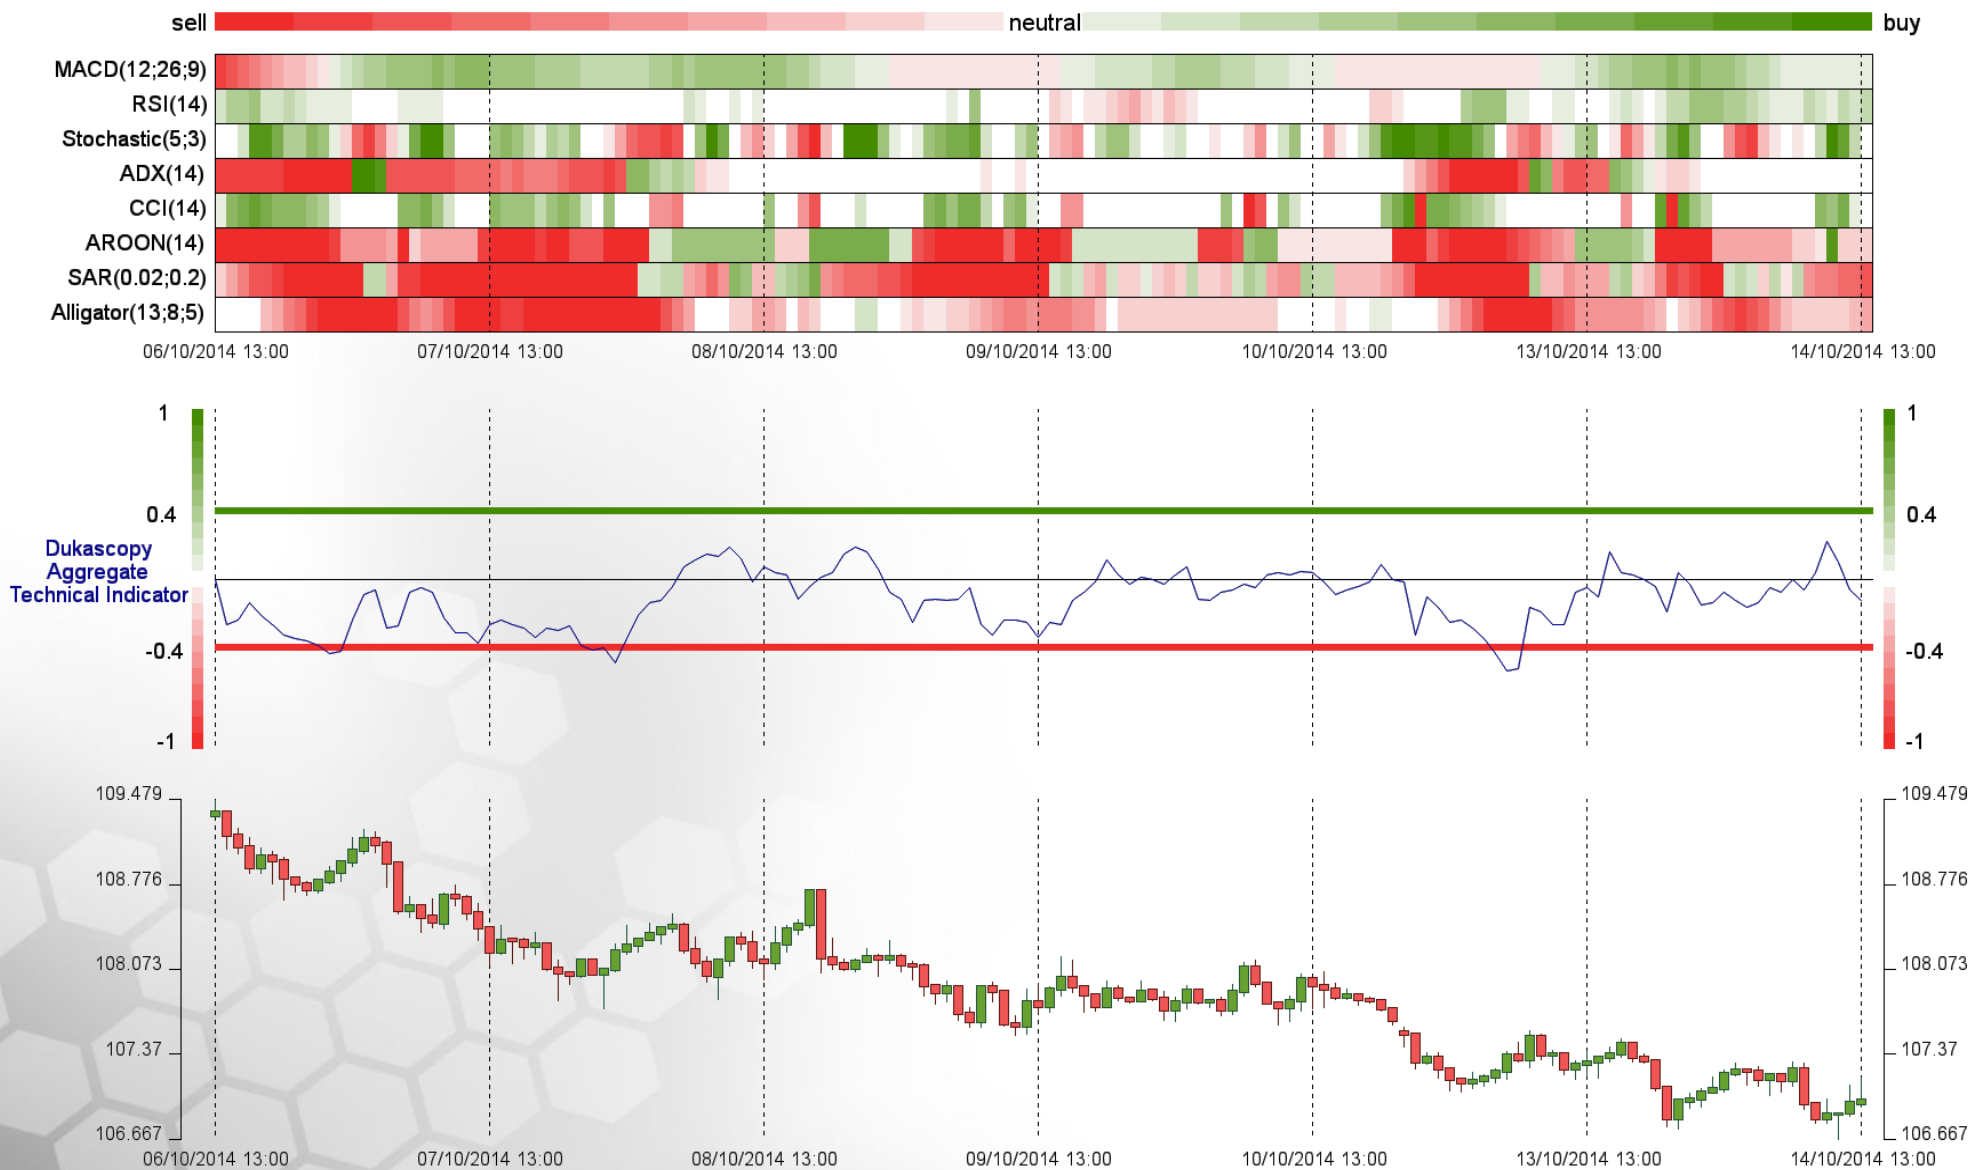 sell neutral buy
MACD(12;26;9)
RSI(14)
Stochastic(5;3)
ADX(14)
CCI(14)
AROON(14)
SAR(0.02;0.2)
Alligator(13;8;5)
06/10/2014 13:00 07/10/2014 13:00 08/10/2014 13:00 09/10/2014 13:00 10/10/2014 13:00 13/10/2014 13:00 14/10/2014 13:00
1 1
0.4 0.4
Dukascopy
Aggregate
Technical Indicator
-0.4 -0.4
-1 -1
109.479 109.479
108.776 108.776
108.073 108.073
107.37 107.37
106.667 106.667
06/10/2014 13:00 07/10/2014 13:00 08/10/2014 13:00 09/10/2014 13:00 10/10/2014 13:00 13/10/2014 13:00 14/10/2014 13:00